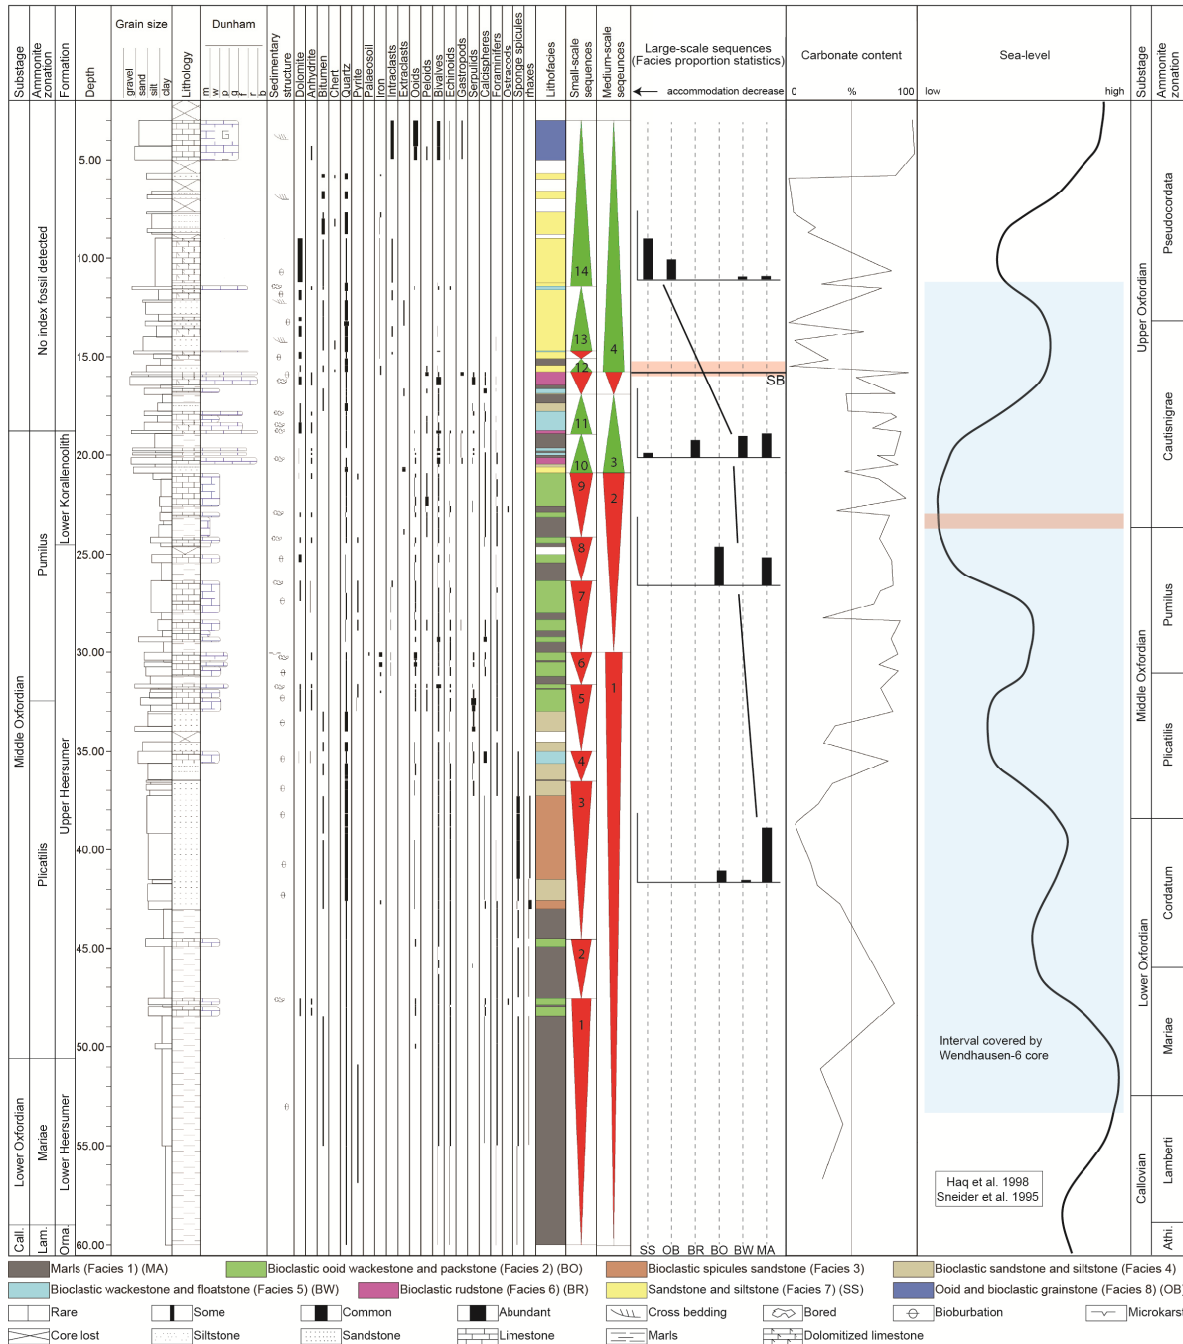 Substage
Ammonite zonation
Formation
Depth
Grain size
gravel
sand
silt
clay
Lithology
Dunham
m
w
p
g
f
r
b
Sedimentary structure
Dolomite
Anhydrite
Bitumen
Chert
Quartz
Pyrite
Palaeosoil
Iron
Intraclasts
Extraclasts
Ooids
Peloids
Bivalves
Echinoids
Gastropods
Serpulids
Calcispheres
Foraminifers
Ostracods
Sponge spicules
rhaxes
Lithofacies
Small-scale sequences
Medium-scale sequences
Large-scale sequences
(Facies proportion statistics)
accommodation decrease
Carbonate content
0 % 100
Sea-level
low high
Substage
Ammonite zonation
5.00
10.00
15.00
20.00
25.00
30.00
35.00
40.00
45.00
50.00
55.00
60.00
Middle Oxfordian
Lower Oxfordian
Call.
No index fossil detected
Pumilus
Plicatilis
Mariae
Lam.
Lower Korallenoolith
Upper Heersumer
Lower Heersumer
Orna.
14
13
12
11
10
9
8
7
6
5
4
3
2
1
4
3
2
1
SB
SS OB BR BO BW MA
Interval covered by
Wendhausen-6 core
Haq et al. 1998
Sneider et al. 1995
Upper Oxfordian
Middle Oxfordian
Lower Oxfordian
Callovian
Pseudocordata
Cautisnigrae
Pumilus
Plicatilis
Cordatum
Mariae
Lamberti
Athi.
Marls (Facies 1) (MA)
Bioclastic ooid wackestone and packstone (Facies 2) (BO)
Bioclastic spicules sandstone (Facies 3)
Bioclastic sandstone and siltstone (Facies 4)
Bioclastic wackestone and floatstone (Facies 5) (BW)
Bioclastic rudstone (Facies 6) (BR)
Sandstone and siltstone (Facies 7) (SS)
Ooid and bioclastic grainstone (Facies 8) (OB)
Rare
Some
Common
Abundant
Cross bedding
Bored
Bioburbation
Microkarst
Core lost
Siltstone
Sandstone
Limestone
Marls
Dolomitized limestone